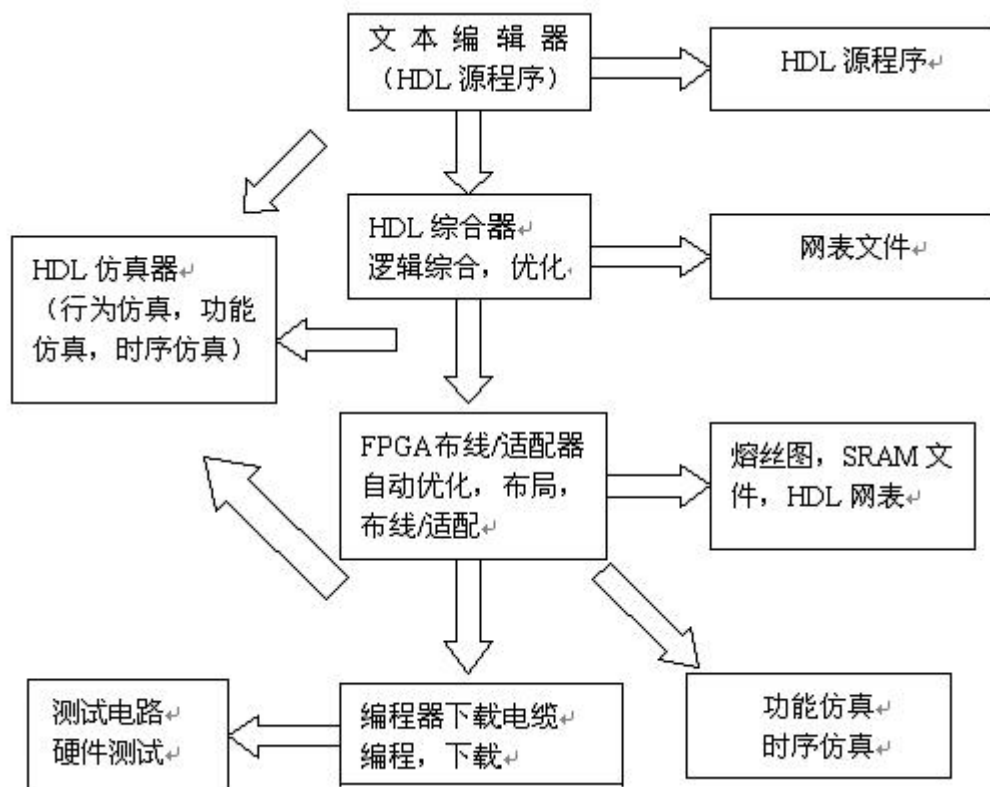 文本编辑器
（HDL 源程序）
HDL 源程序↵
HDL 综合器↵
逻辑综合，优化↵
网表文件↵
HDL 仿真器↵
（行为仿真，功能
仿真，时序仿真）↵
FPGA布线/适配器
自动优化，布局，
布线/适配↵
熔丝图，SRAM 文
件，HDL 网表↵
功能仿真↵
时序仿真↵
编程器下载电缆↵
编程，下载↵
测试电路↵
硬件测试↵